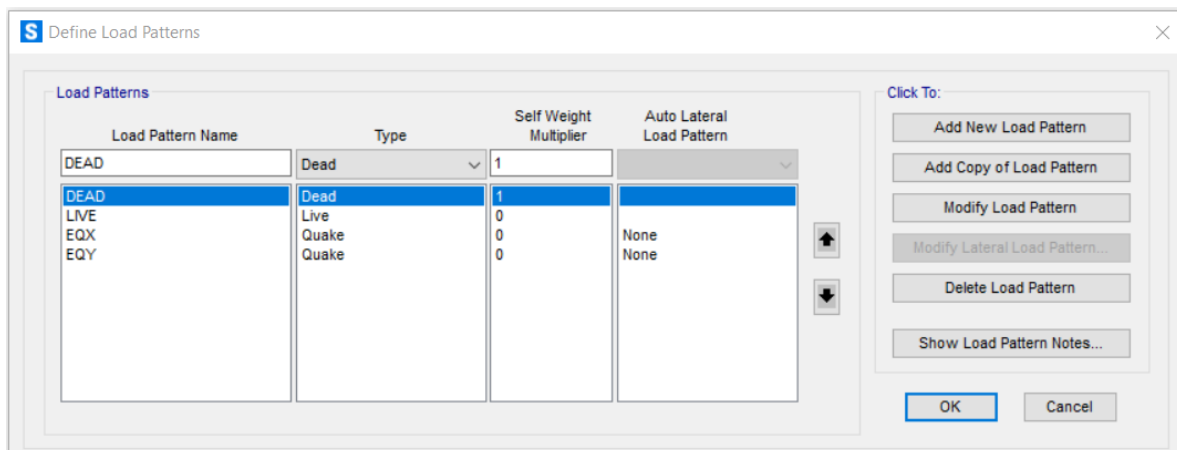 S Define Load Patterns
Load Patterns
Click To:
Load Pattern Name Type Self Weight Multiplier Auto Lateral Load Pattern
DEAD Dead 1
DEAD Dead 1
LIVE Live 0
EQX Quake 0 None
EQY Quake 0 None
Add New Load Pattern
Add Copy of Load Pattern
Modify Load Pattern
Modify Lateral Load Pattern...
Delete Load Pattern
Show Load Pattern Notes...
OK Cancel